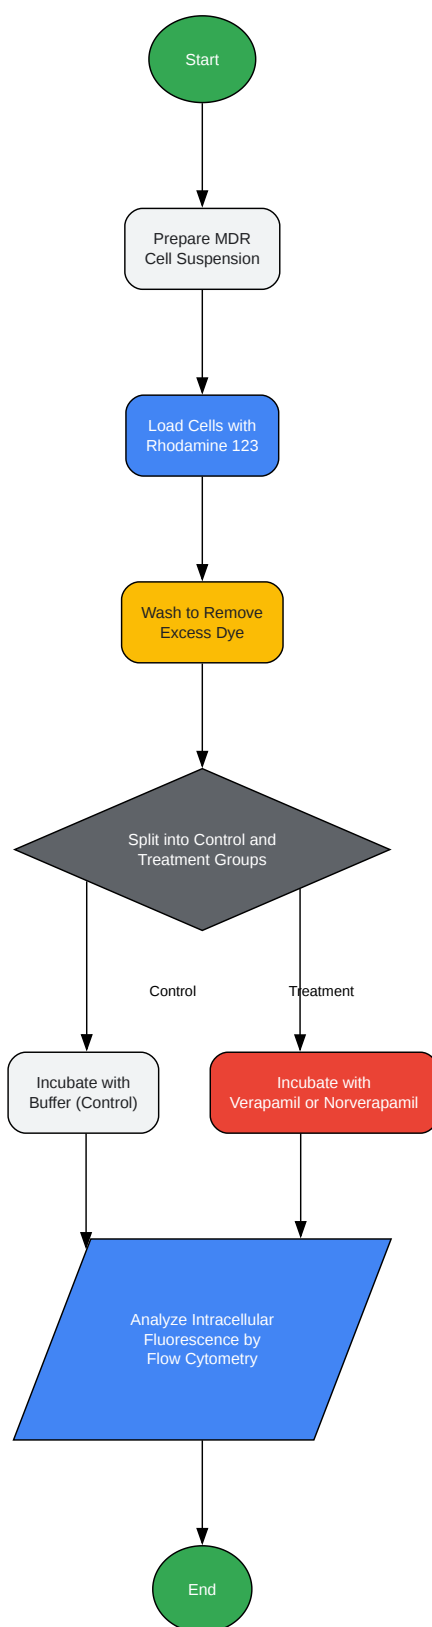 Start
Prepare MDR
Cell Suspension
Load Cells with
Rhodamine 123
Wash to Remove
Excess Dye
Split into Control and
Treatment Groups
Control
Treatment
Incubate with
Buffer (Control)
Incubate with
Verapamil or Norverapamil
Analyze Intracellular
Fluorescence by
Flow Cytometry
End